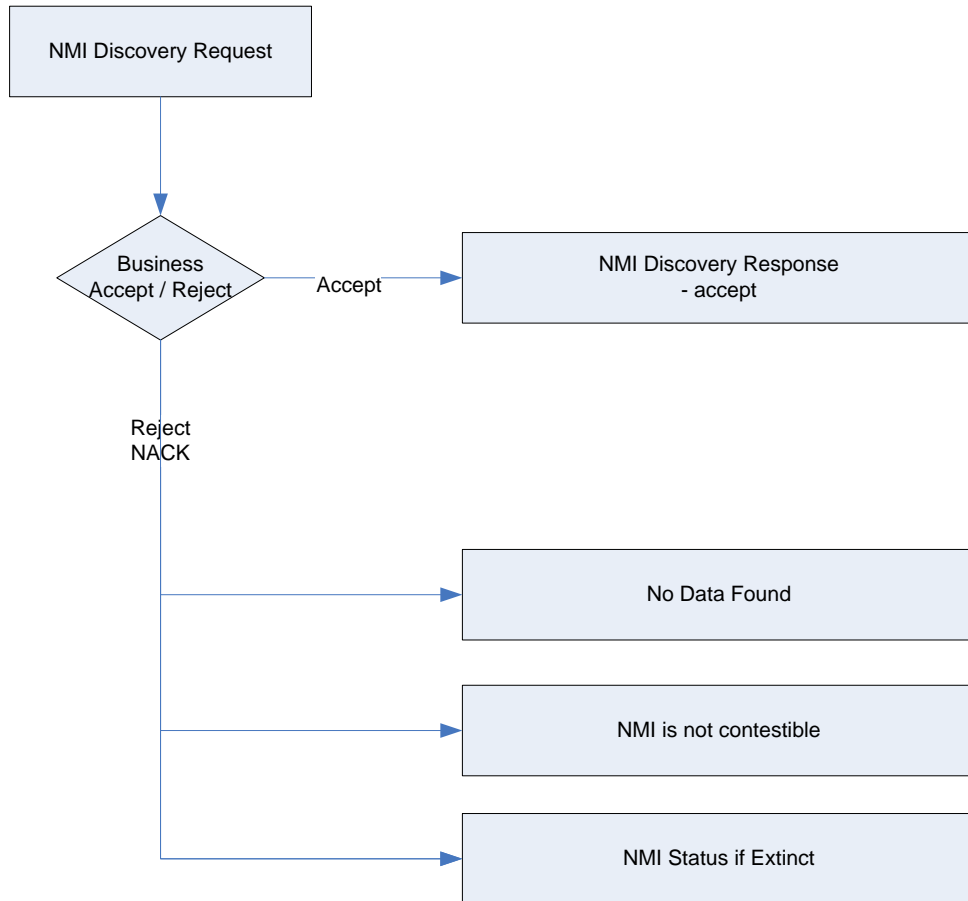 NMI Discovery Request
Business
Accept / Reject
Accept
NMI Discovery Response
- accept
Reject
NACK
No Data Found
NMI is not contestible
NMI Status if Extinct